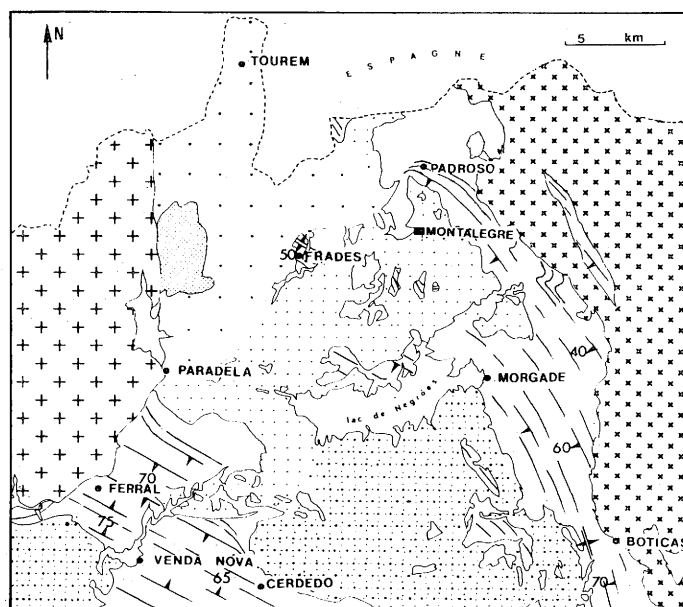 N
5 km
TOUREM
ESPAGNE
PADROSO
MONTALEGRE
50 FRADES
PARADELA
40
MORGADE
lac de Negrões
60
70
FERRAL
75
BOTICAS
VENDA NOVA
65
CERDEDO
70